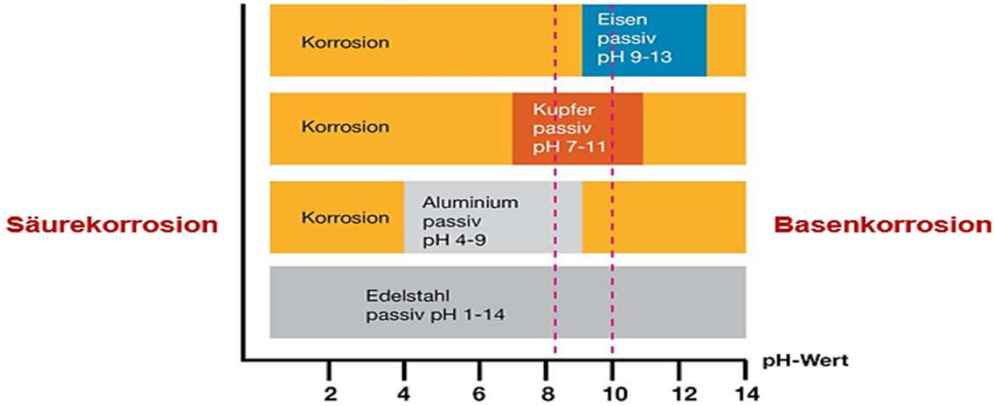 Korrosion
Eisen
passiv
pH 9-13
Korrosion
Kupfer
passiv
pH 7-11
Säurekorrosion
Korrosion
Aluminium
passiv
pH 4-9
Basenkorrosion
Edelstahl
passiv pH 1-14
pH-Wert
2 4 6 8 10 12 14